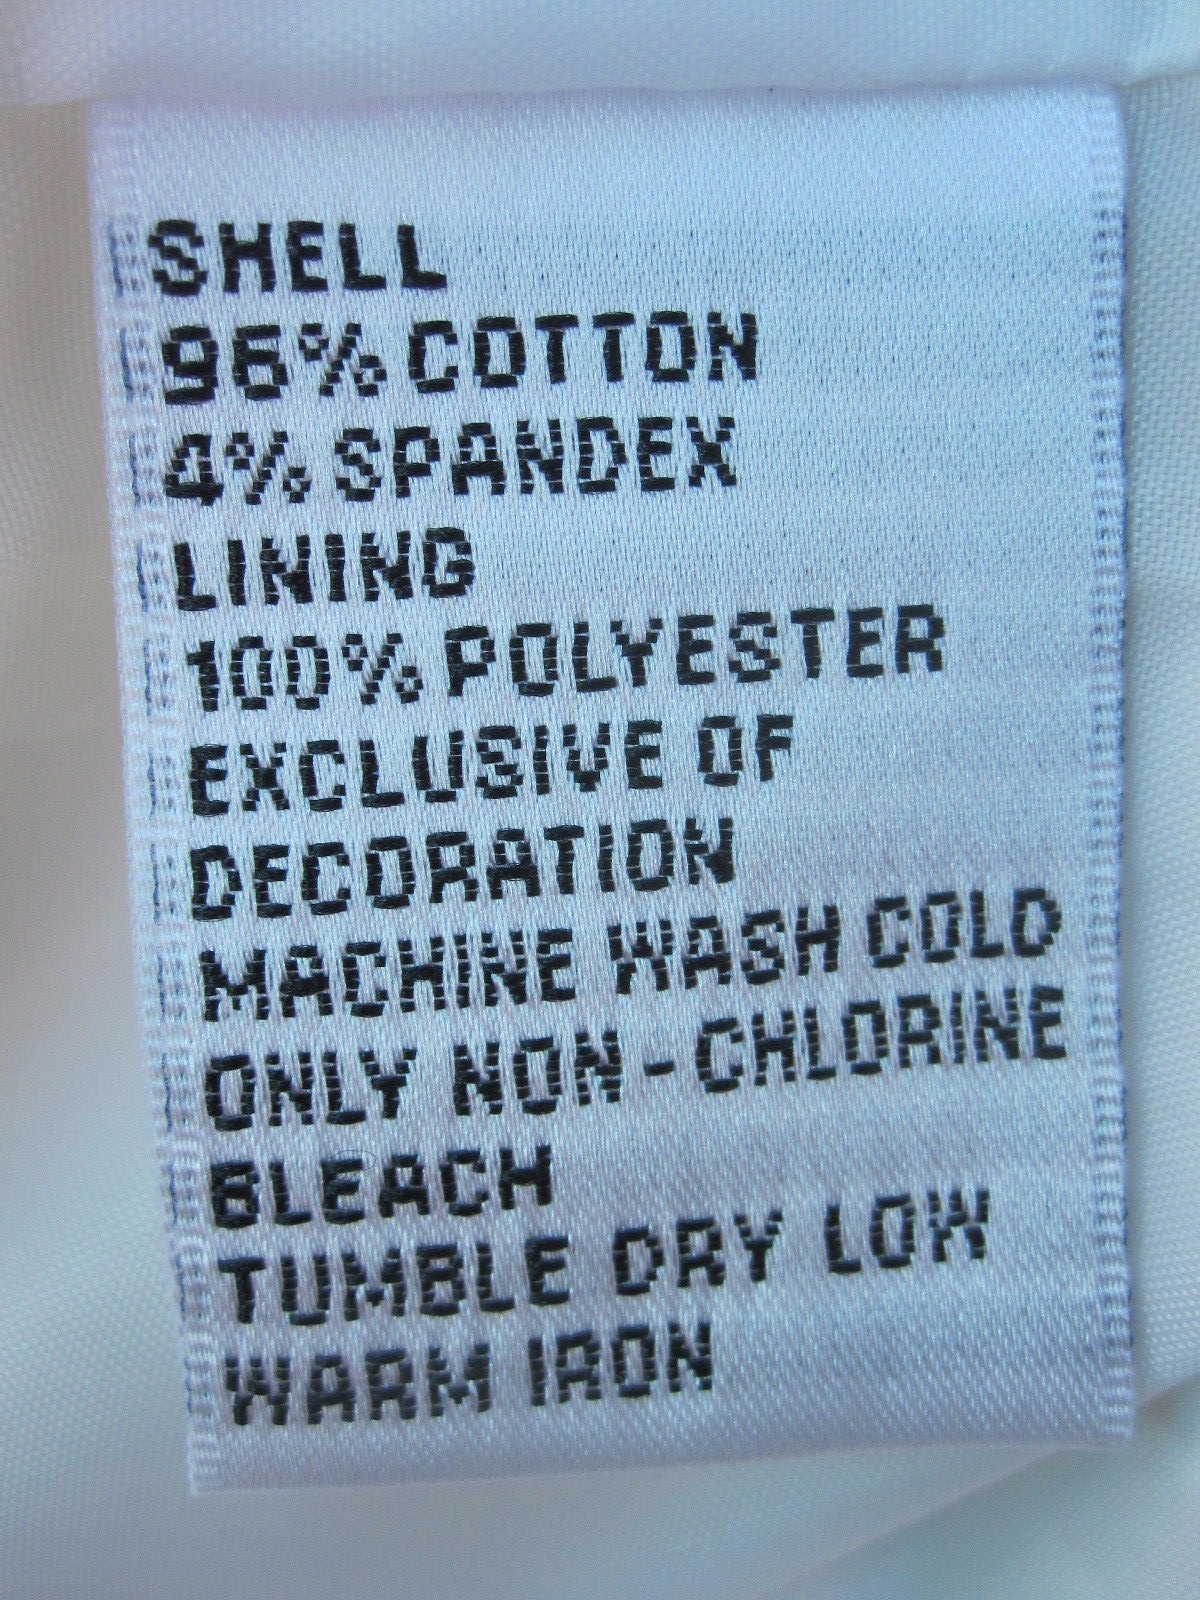 SHELL
96% COTTON
4% SPANDEX
LINING
100% POLYESTER
EXCLUSIVE OF
DECORATION
MACHINE WASH COLD
ONLY NON-CHLORINE
BLEACH
TUMBLE DRY LOW
WARM IRON